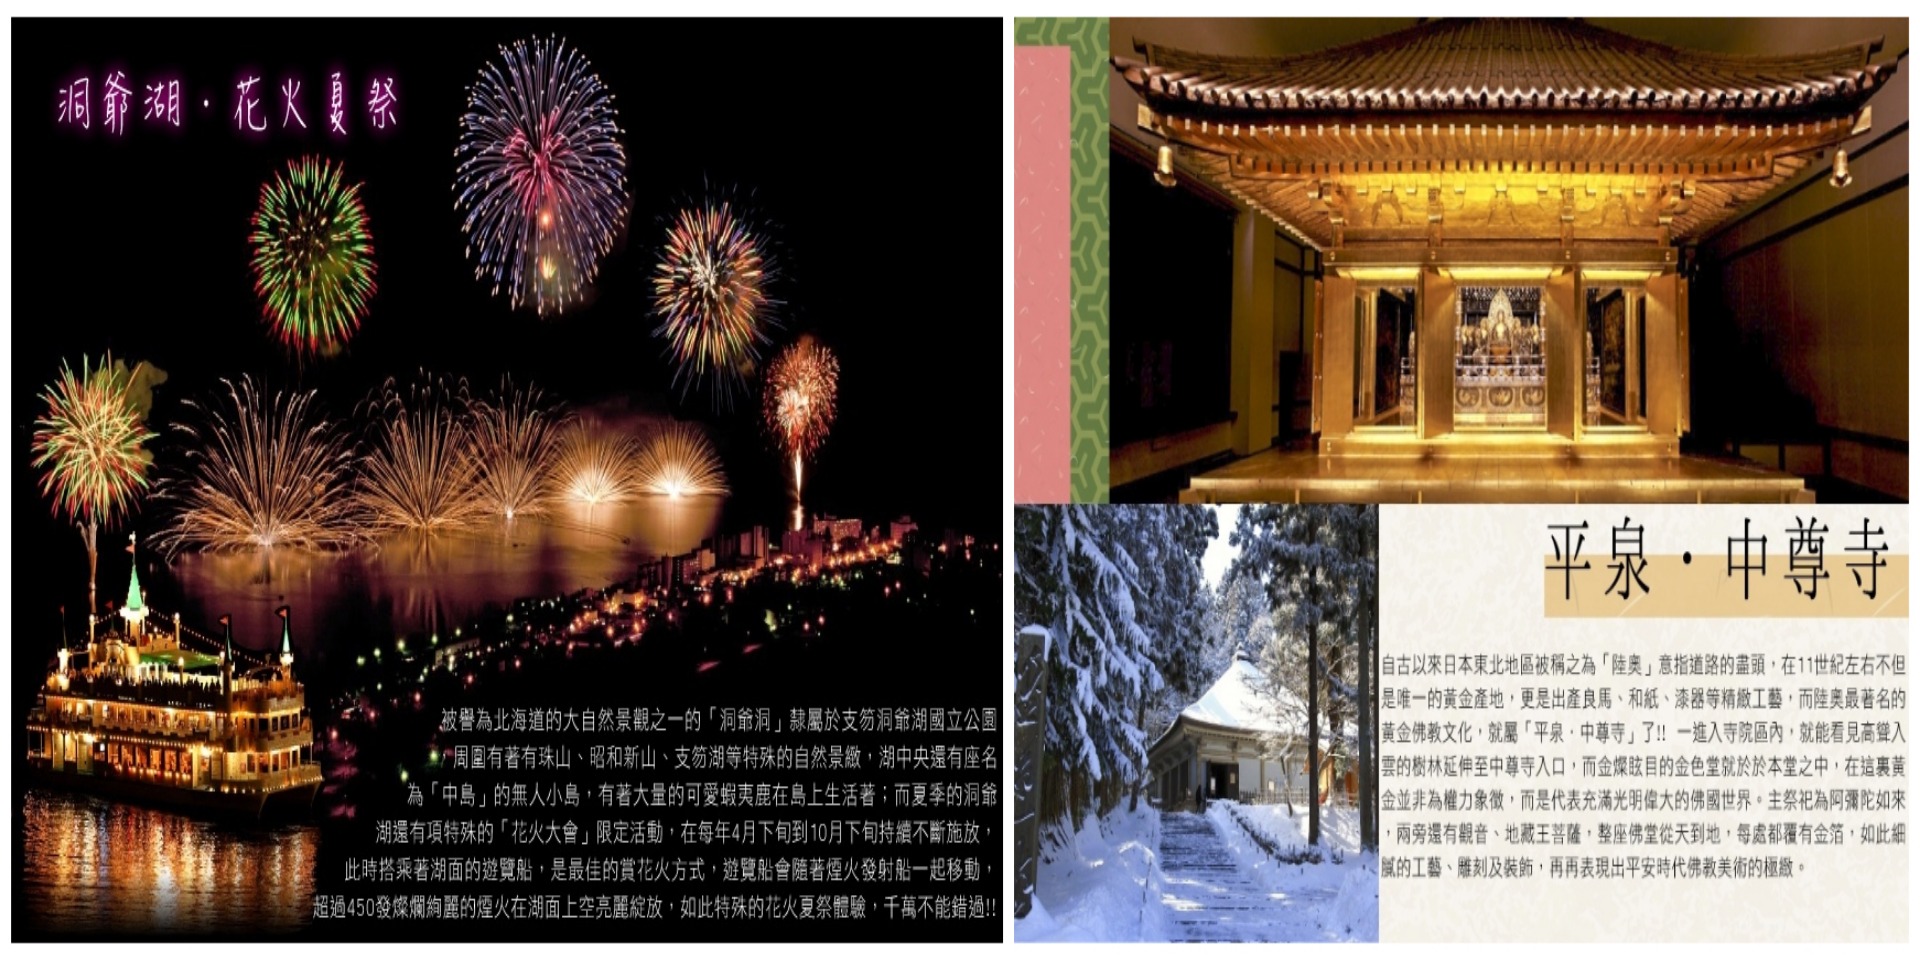 洞爺湖・花火夏祭
被譽為北海道的大自然景觀之一的「洞爺洞」隸屬於支笏洞爺湖國立公園
，周圍有著有珠山、昭和新山、支笏湖等特殊的自然景緻，湖中央還有座名
為「中島」的無人小島，有著大量的可愛蝦夷鹿在島上生活著；而夏季的洞爺
湖還有項特殊的「花火大會」限定活動，在每年4月下旬到10月下旬持續不斷施放，
此時搭乘著湖面的遊覽船，是最佳的賞花火方式，遊覽船會隨著煙火發射船一起移動，
超過450發燦爛絢麗的煙火在湖面上空亮麗綻放，如此特殊的花火夏祭體驗，千萬不能錯過!!
平泉・中尊寺
自古以來日本東北地區被稱之為「陸奧」意指道路的盡頭，在11世紀左右不但
是唯一的黃金產地，更是出產良馬、和紙、漆器等精緻工藝，而陸奧最著名的
黃金佛教文化，就屬「平泉・中尊寺」了!! 一進入寺院區內，就能看見高聳入
雲的樹林延伸至中尊寺入口，而金燦眩目的金色堂就於於本堂之中，在這裏黃
金並非為權力象徵，而是代表充滿光明偉大的佛國世界。主祭祀為阿彌陀如來
，兩旁還有觀音、地藏王菩薩，整座佛堂從天到地，每處都覆有金箔，如此細
膩的工藝、雕刻及裝飾，再再表現出平安時代佛教美術的極緻。